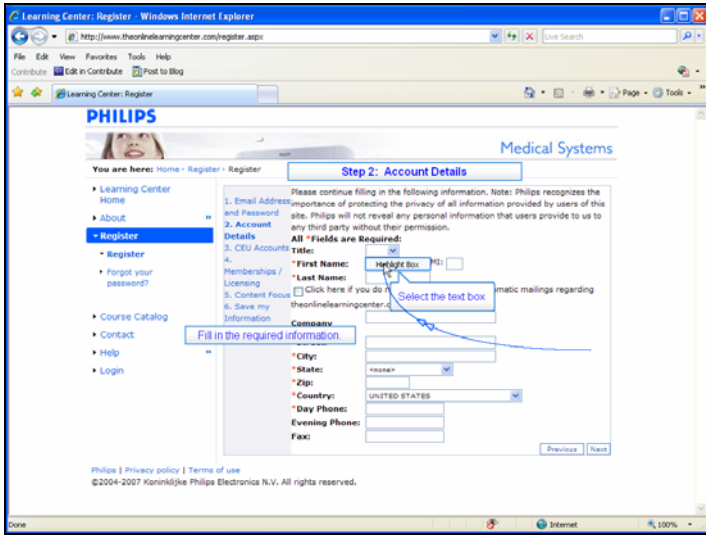 Learning Center: Register - Windows Internet Explorer
http://www.theonlinelearningcenter.com/register.aspx
Live Search
File Edit View Favorites Tools Help
Contribute Edit in Contribute Post to Blog
Learning Center: Register
Page Tools
PHILIPS
Medical Systems
You are here: Home › Register › Register
Step 2: Account Details
Learning Center Home
About
Register
Register
Forgot your password?
Course Catalog
Contact
Help
Login
1. Email Address and Password
2. Account Details
3. CEU Accounts
4. Memberships / Licensing
5. Content Focus
6. Save my Information
Please continue filling in the following information. Note: Philips recognizes the
importance of protecting the privacy of all information provided by users of this
site. Philips will not reveal any personal information that users provide to us to
any third party without their permission.
All *Fields are Required:
Title:
*First Name:
Highlight Box
MI:
*Last Name:
Click here if you do
matic mailings regarding
theonlinelearningcenter.c
Select the text box
Company
Fill in the required information.
*City:
*State: <none>
*Zip:
*Country: UNITED STATES
*Day Phone:
Evening Phone:
Fax:
Previous Next
Philips | Privacy policy | Terms of use
©2004-2007 Koninklijke Philips Electronics N.V. All rights reserved.
Done
Internet
100%